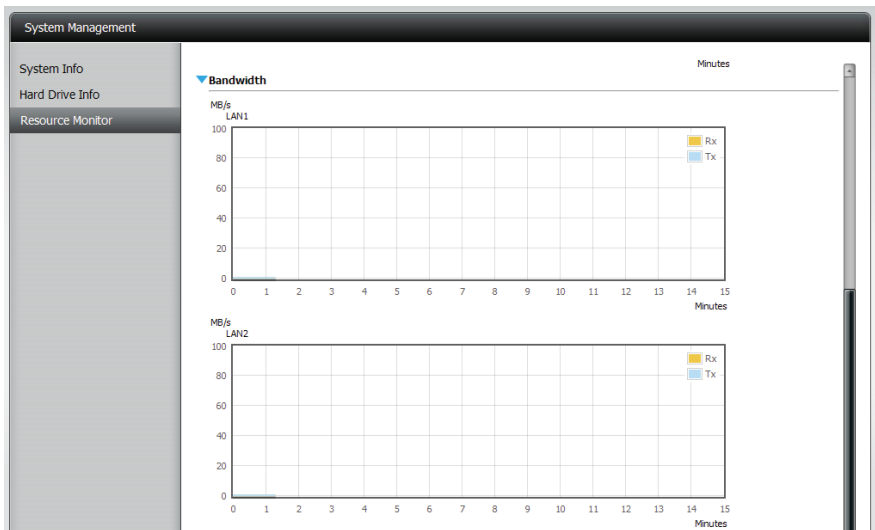 System Management
System Info
Hard Drive Info
Resource Monitor
Minutes
Bandwidth
MB/s
LAN1
100
80
60
40
20
0
Rx
Tx
0 1 2 3 4 5 6 7 8 9 10 11 12 13 14 15
Minutes
MB/s
LAN2
100
80
60
40
20
0
Rx
Tx
0 1 2 3 4 5 6 7 8 9 10 11 12 13 14 15
Minutes